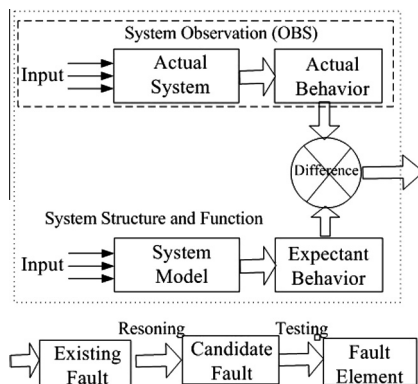 System Observation (OBS)
Input
Actual
System
Actual
Behavior
Difference
System Structure and Function
Input
System
Model
Expectant
Behavior
Resoning
Testing
Existing
Fault
Candidate
Fault
Fault
Element